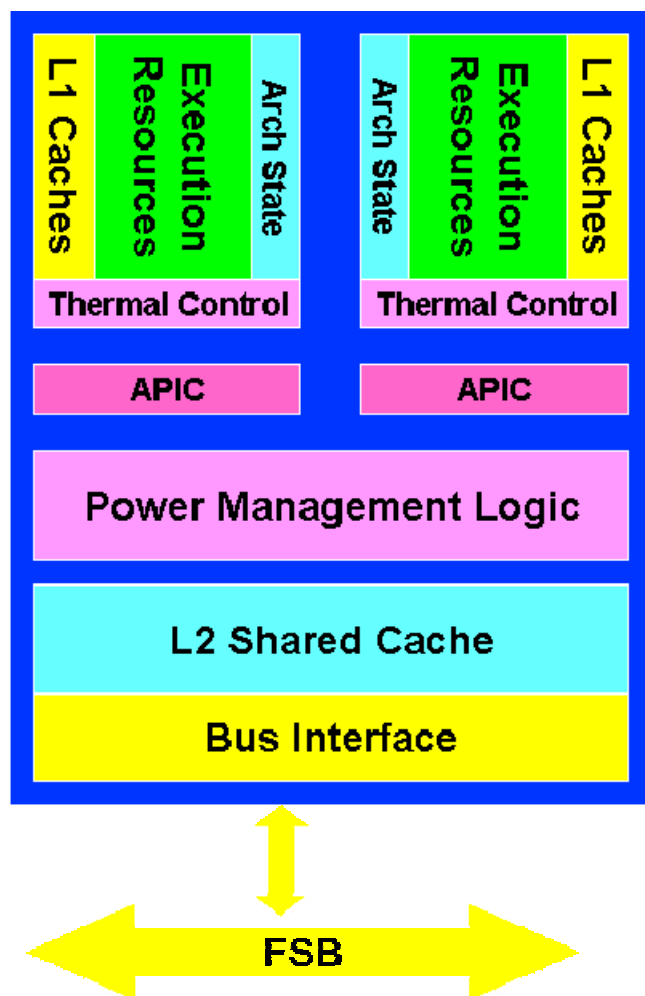 L1 Caches
Execution
Resources
Arch State
Arch State
Execution
Resources
L1 Caches
Thermal Control
Thermal Control
APIC
APIC
Power Management Logic
L2 Shared Cache
Bus Interface
FSB